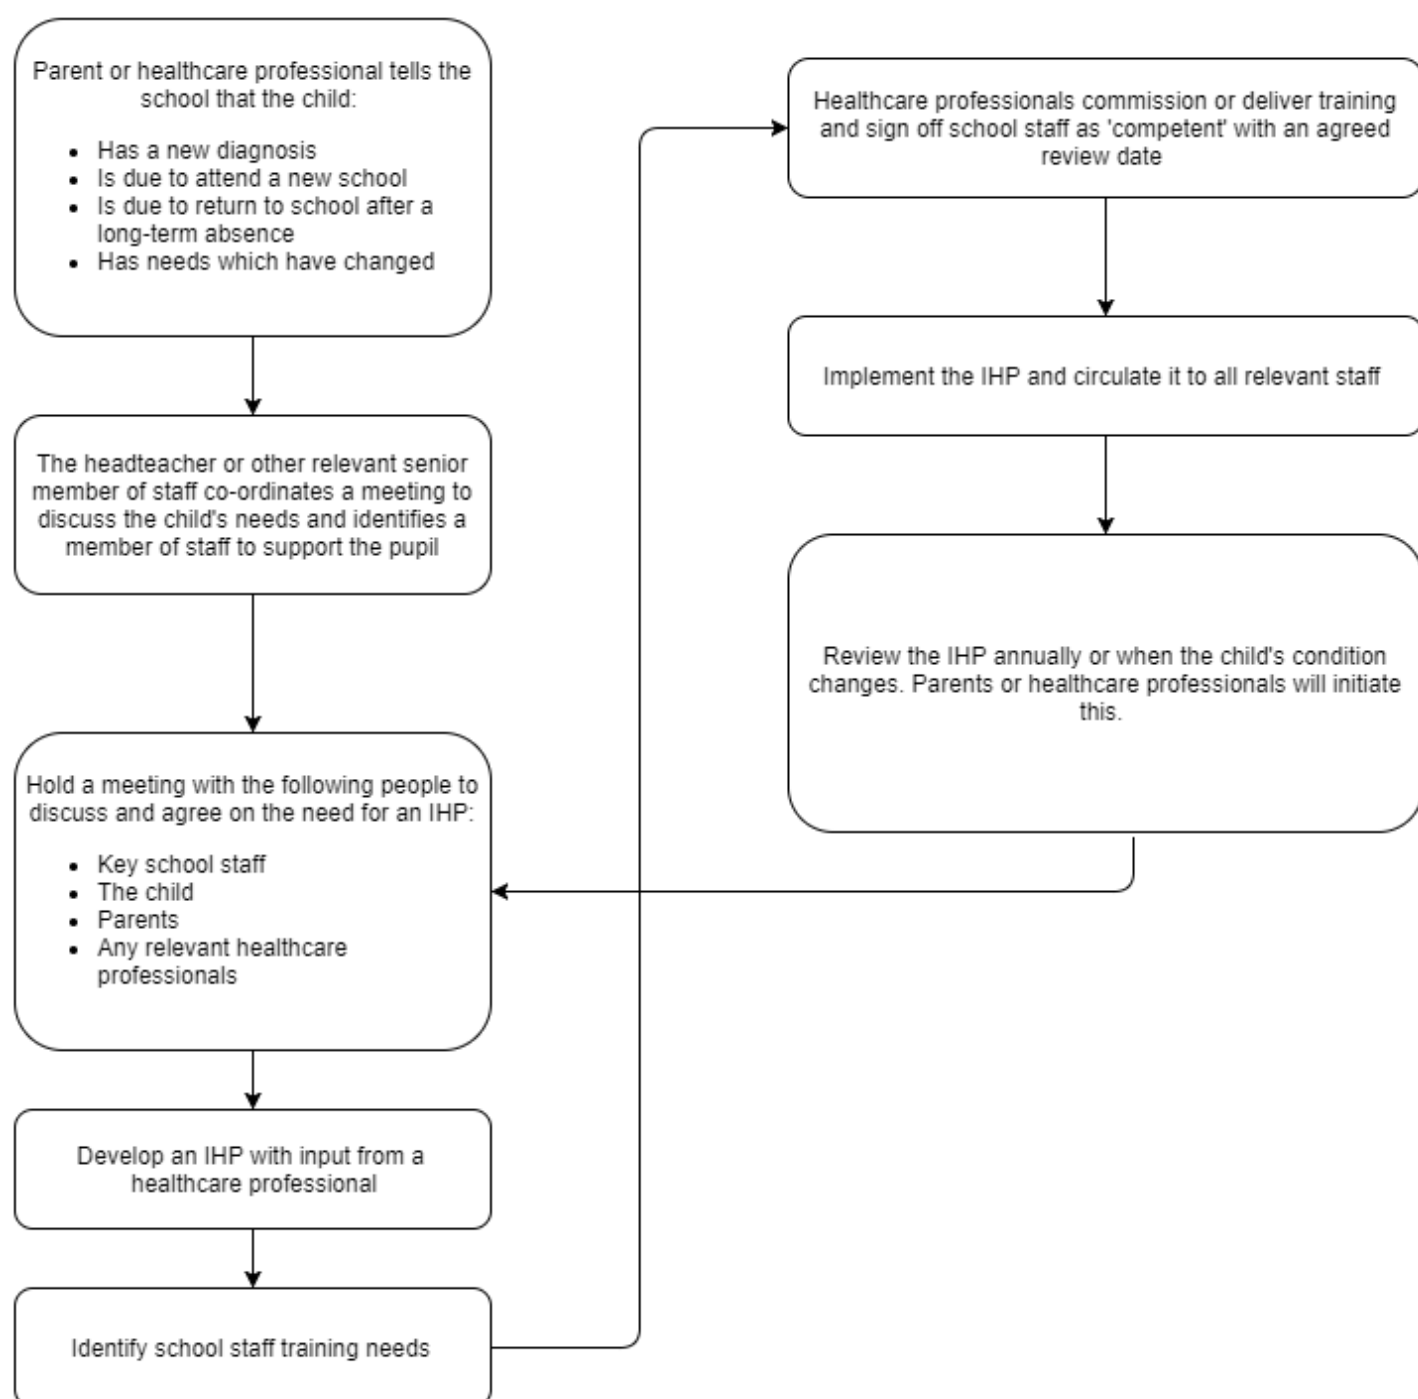 Parent or healthcare professional tells the
school that the child:
• Has a new diagnosis
• Is due to attend a new school
• Is due to return to school after a
long-term absence
• Has needs which have changed
The headteacher or other relevant senior
member of staff co-ordinates a meeting to
discuss the child's needs and identifies a
member of staff to support the pupil
Hold a meeting with the following people to
discuss and agree on the need for an IHP:
• Key school staff
• The child
• Parents
• Any relevant healthcare
professionals
Develop an IHP with input from a
healthcare professional
Identify school staff training needs
Healthcare professionals commission or deliver training
and sign off school staff as 'competent' with an agreed
review date
Implement the IHP and circulate it to all relevant staff
Review the IHP annually or when the child's condition
changes. Parents or healthcare professionals will initiate
this.